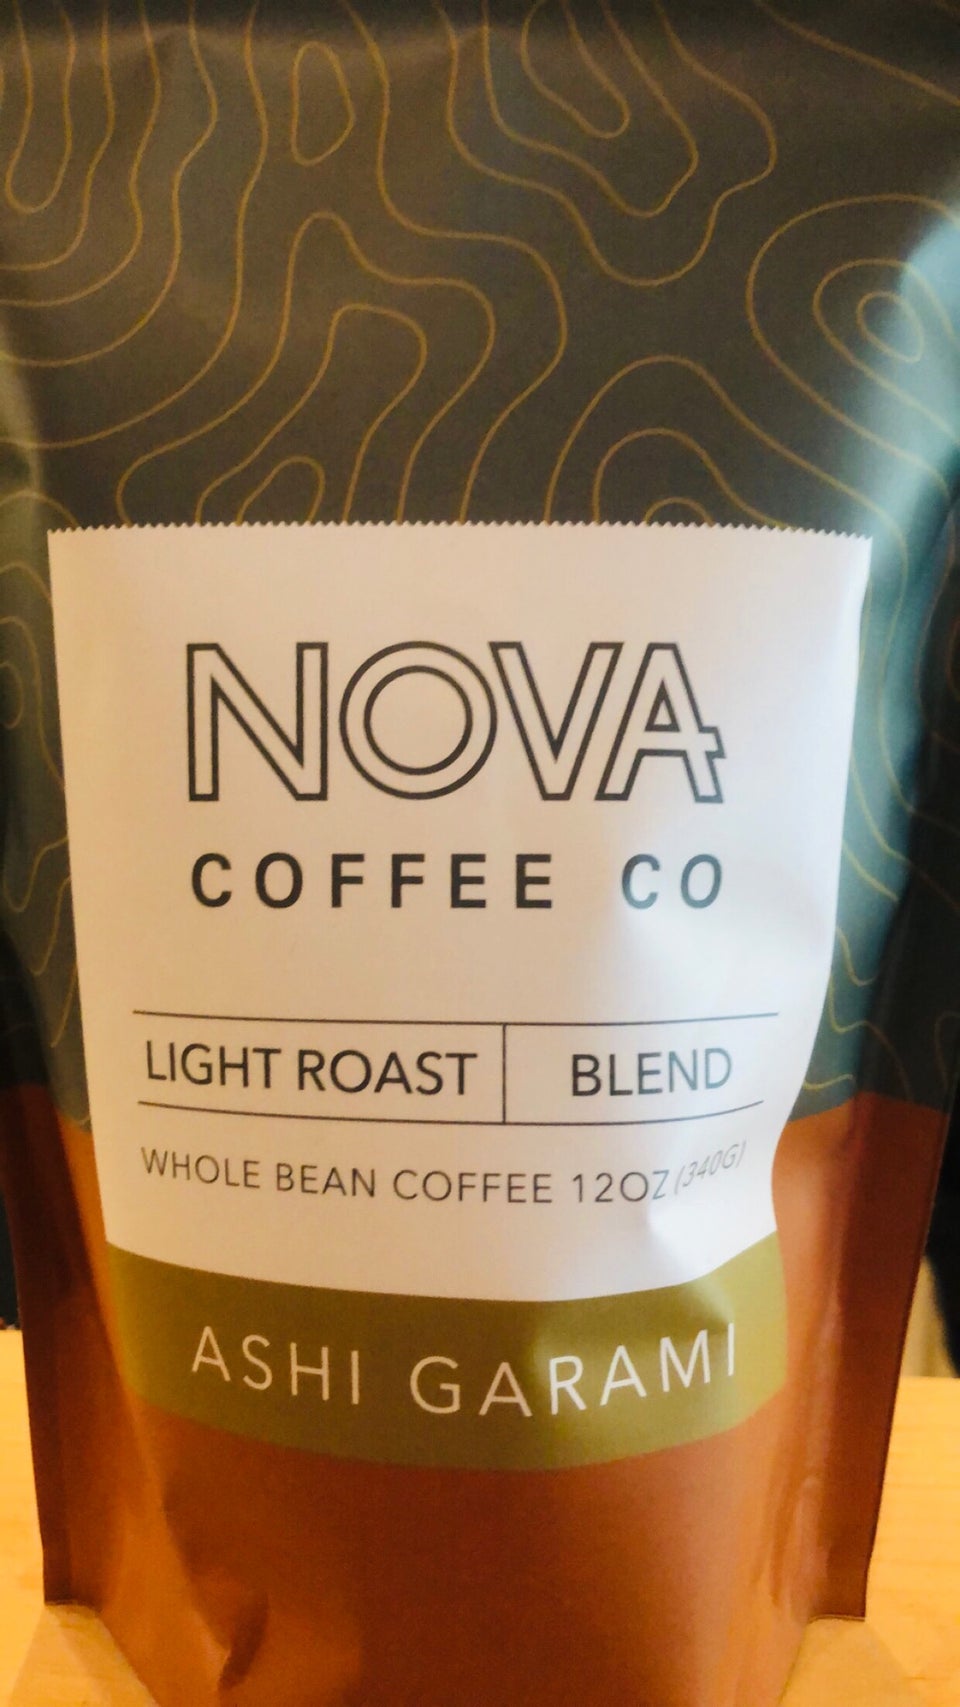 NOVA
COFFEE CO
LIGHT ROAST BLEND
WHOLE BEAN COFFEE 12OZ (340G)
ASHI GARAMI